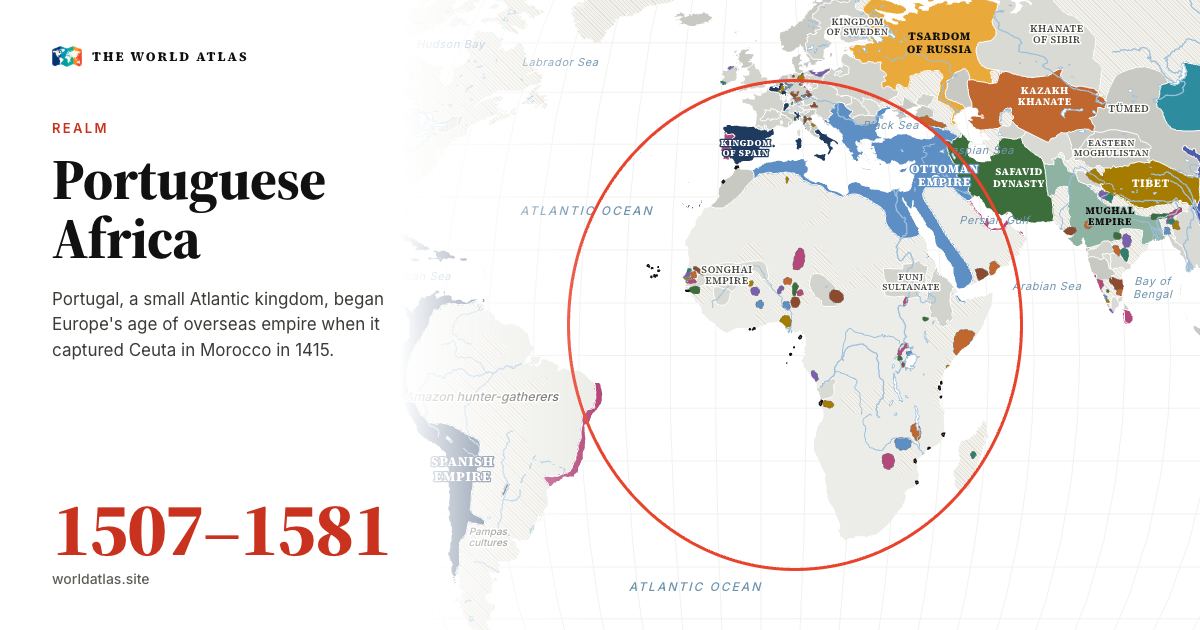 THE WORLD ATLAS
REALM
Portuguese
Africa
Portugal, a small Atlantic kingdom, began
Europe's age of overseas empire when it
captured Ceuta in Morocco in 1415.
1507–1581
worldatlas.site
Hudson Bay
Labrador Sea
KINGDOM
OF SWEDEN
TSARDOM
OF RUSSIA
KHANATE
OF SIBIR
KAZAKH
KHANATE
TÜMED
EASTERN
MOGHULISTAN
Black Sea
Caspian Sea
KINGDOM
OF SPAIN
OTTOMAN
EMPIRE
SAFAVID
DYNASTY
TIBET
MUGHAL
EMPIRE
ATLANTIC OCEAN
Persian Gulf
SONGHAI
EMPIRE
FUNJ
SULTANATE
Arabian Sea
Bay of
Bengal
Sea
Amazon hunter-gatherers
SPANISH
EMPIRE
Pampas
cultures
ATLANTIC OCEAN